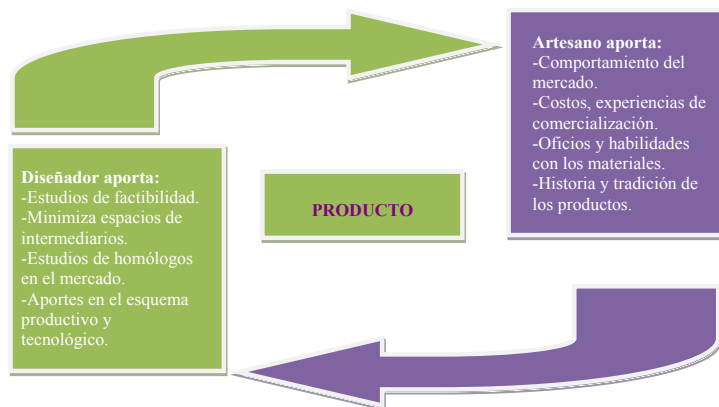 Artesano aporta:
-Comportamiento del
mercado.
-Costos, experiencias de
comercialización.
-Oficios y habilidades
con los materiales.
-Historia y tradición de
los productos.
Diseñador aporta:
-Estudios de factibilidad.
-Minimiza espacios de
intermediarios.
-Estudios de homólogos
en el mercado.
-Aportes en el esquema
productivo y
tecnológico.
PRODUCTO